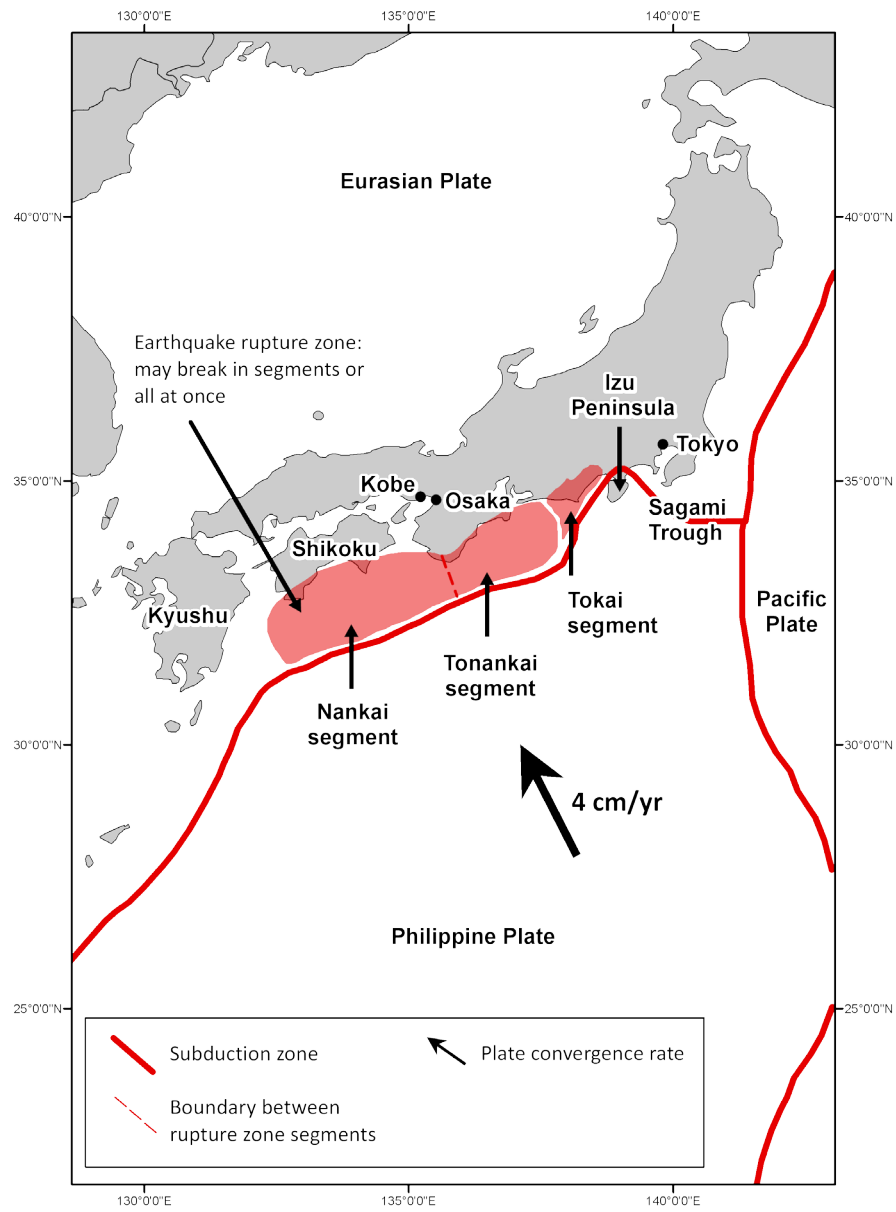 130°0'0"E
135°0'0"E
140°0'0"E
Eurasian Plate
40°0'0"N
40°0'0"N
Earthquake rupture zone:
may break in segments or
all at once
Izu
Peninsula
Tokyo
35°0'0"N
35°0'0"N
Kobe
Osaka
Sagami
Trough
Shikoku
Kyushu
Tokai
segment
Pacific
Plate
Tonankai
segment
Nankai
segment
30°0'0"N
30°0'0"N
4 cm/yr
Philippine Plate
25°0'0"N
25°0'0"N
Subduction zone
Plate convergence rate
Boundary between
rupture zone segments
130°0'0"E
135°0'0"E
140°0'0"E